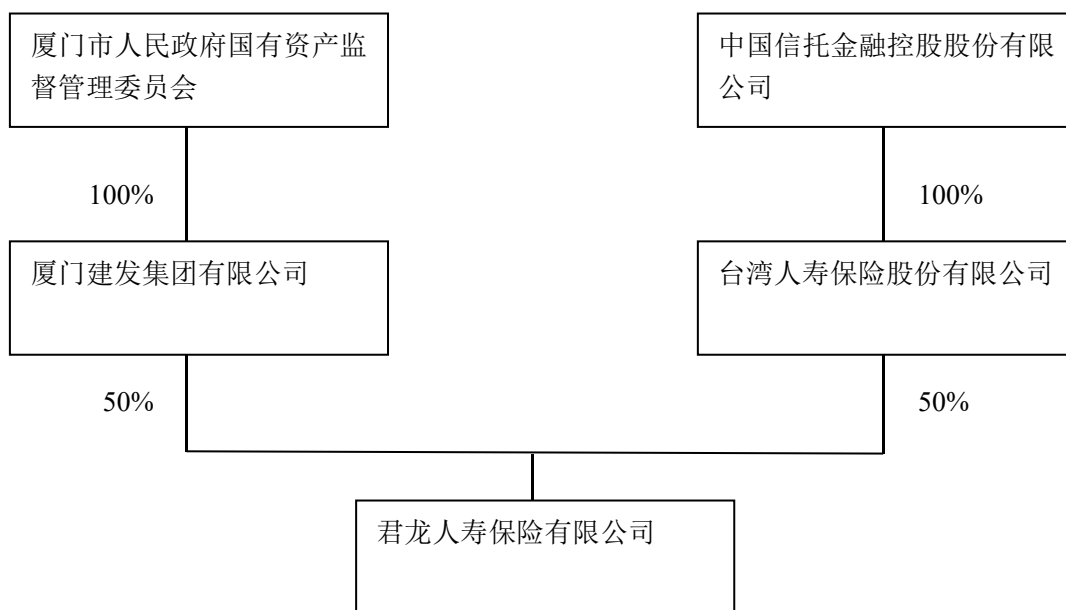 厦门市人民政府国有资产监
督管理委员会
中国信托金融控股股份有限
公司
100%
100%
厦门建发集团有限公司
台湾人寿保险股份有限公司
50%
50%
君龙人寿保险有限公司